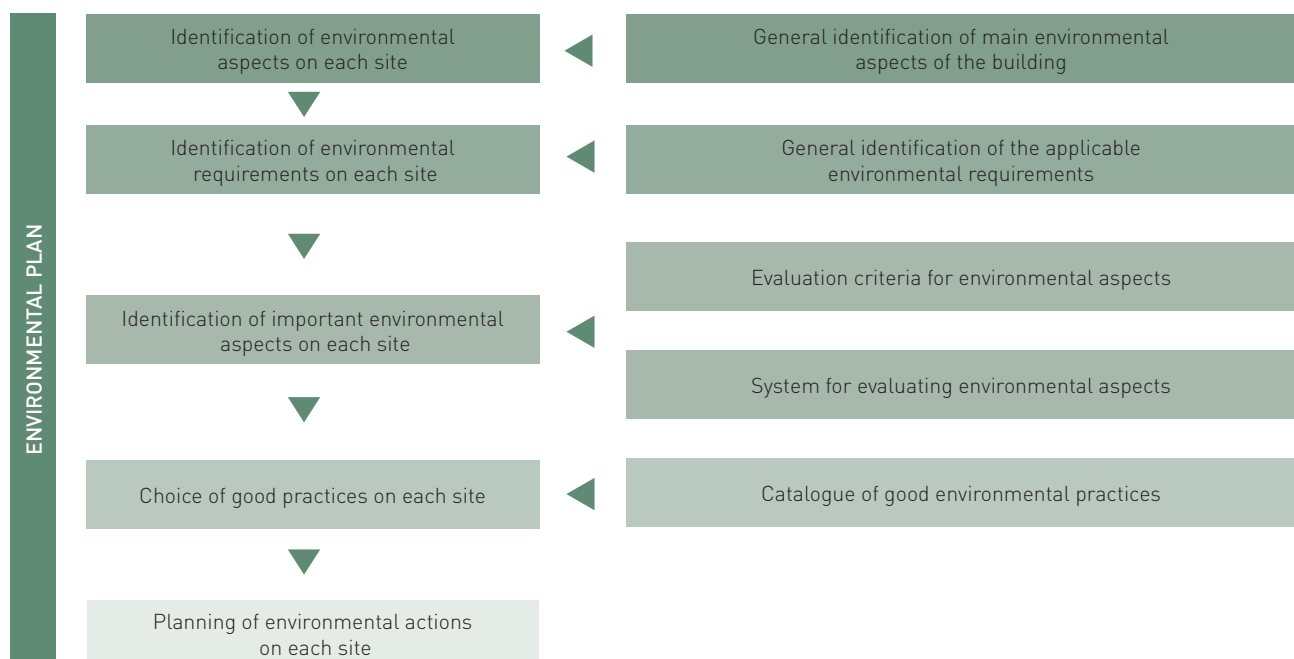 ENVIRONMENTAL PLAN
Identification of environmental
aspects on each site
General identification of main environmental
aspects of the building
Identification of environmental
requirements on each site
General identification of the applicable
environmental requirements
Evaluation criteria for environmental aspects
Identification of important environmental
aspects on each site
System for evaluating environmental aspects
Choice of good practices on each site
Catalogue of good environmental practices
Planning of environmental actions
on each site